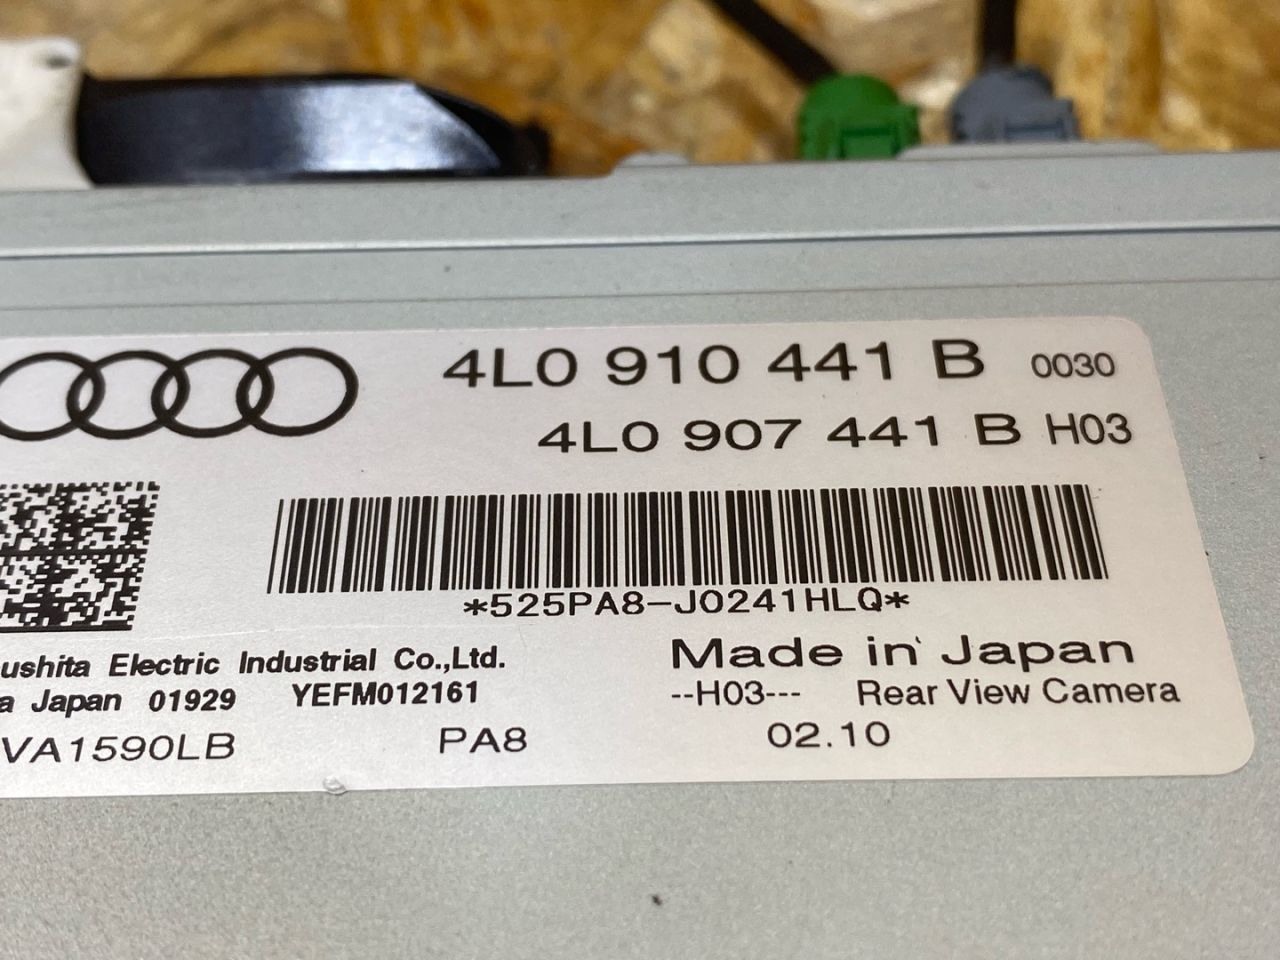 4L0 910 441 B 0030
4L0 907 441 B H03
*525PA8-J0241HLQ*
ushita Electric Industrial Co.,Ltd.
a Japan 01929 YEFM012161
Made in Japan
--H03--- Rear View Camera
VA1590LB PA8 02.10